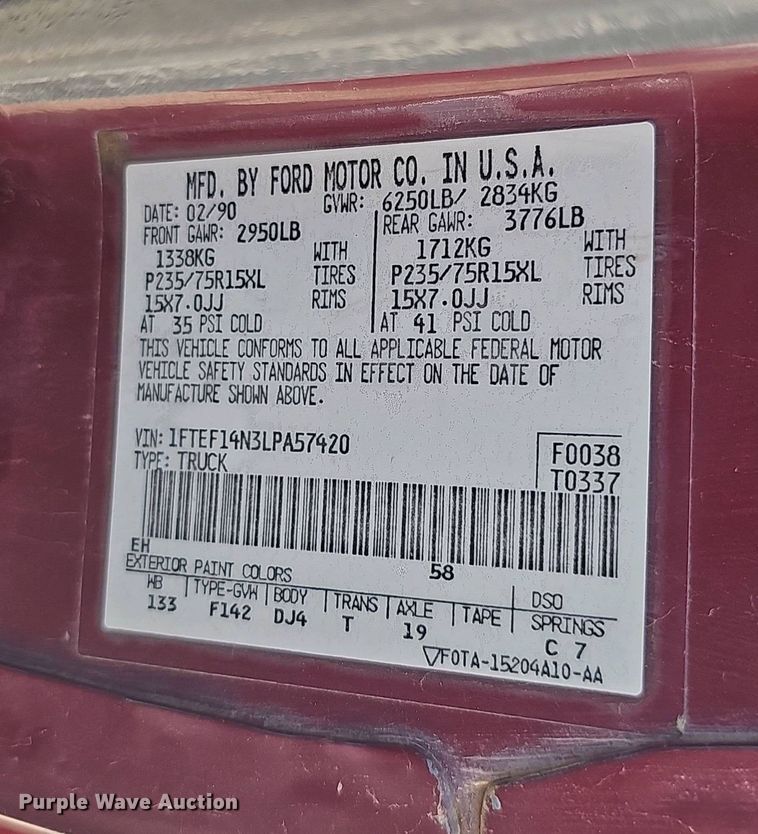 MFD. BY FORD MOTOR CO. IN U.S.A.
DATE: 02/90 GVWR: 6250LB/ 2834KG
FRONT GAWR: 2950LB REAR GAWR: 3776LB
1338KG WITH 1712KG WITH
P235/75R15XL TIRES P235/75R15XL TIRES
15X7.0JJ RIMS 15X7.0JJ RIMS
AT 35 PSI COLD AT 41 PSI COLD
THIS VEHICLE CONFORMS TO ALL APPLICABLE FEDERAL MOTOR
VEHICLE SAFETY STANDARDS IN EFFECT ON THE DATE OF
MANUFACTURE SHOWN ABOVE.
VIN: 1FTEF14N3LPA57420 F0038
TYPE: TRUCK T0337
EH 58
EXTERIOR PAINT COLORS DSO
WB TYPE-GVW BODY TRANS AXLE TAPE SPRINGS
133 F142 DJ4 T 19 C 7
F0TA-15204A10-AA
Purple Wave Auction